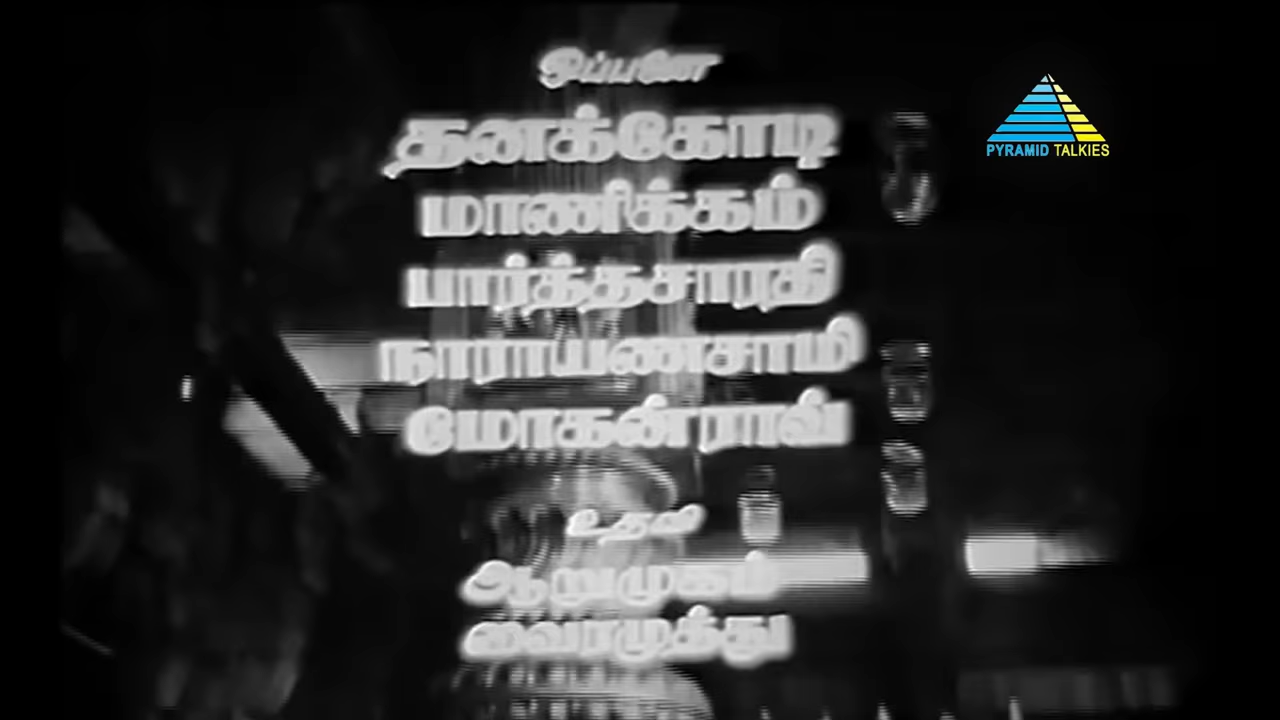 ஒப்பனை
PYRAMID TALKIES
தனக்கோடி
மாணிக்கம்
பார்த்தசாரதி
நாராயணசாமி
மோகன்ராவ்
உதவி
ஆறுமுகம்
வைரமுத்து